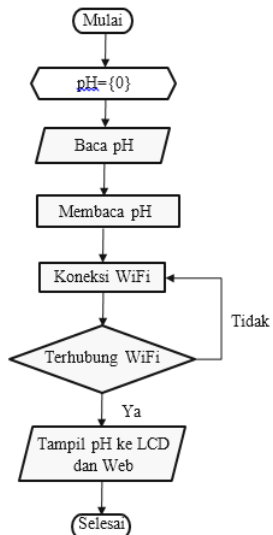 Mulai
pH={0}
Baca pH
Membaca pH
Koneksi WiFi
Tidak
Terhubung WiFi
Ya
Tampil pH ke LCD
dan Web
Selesai